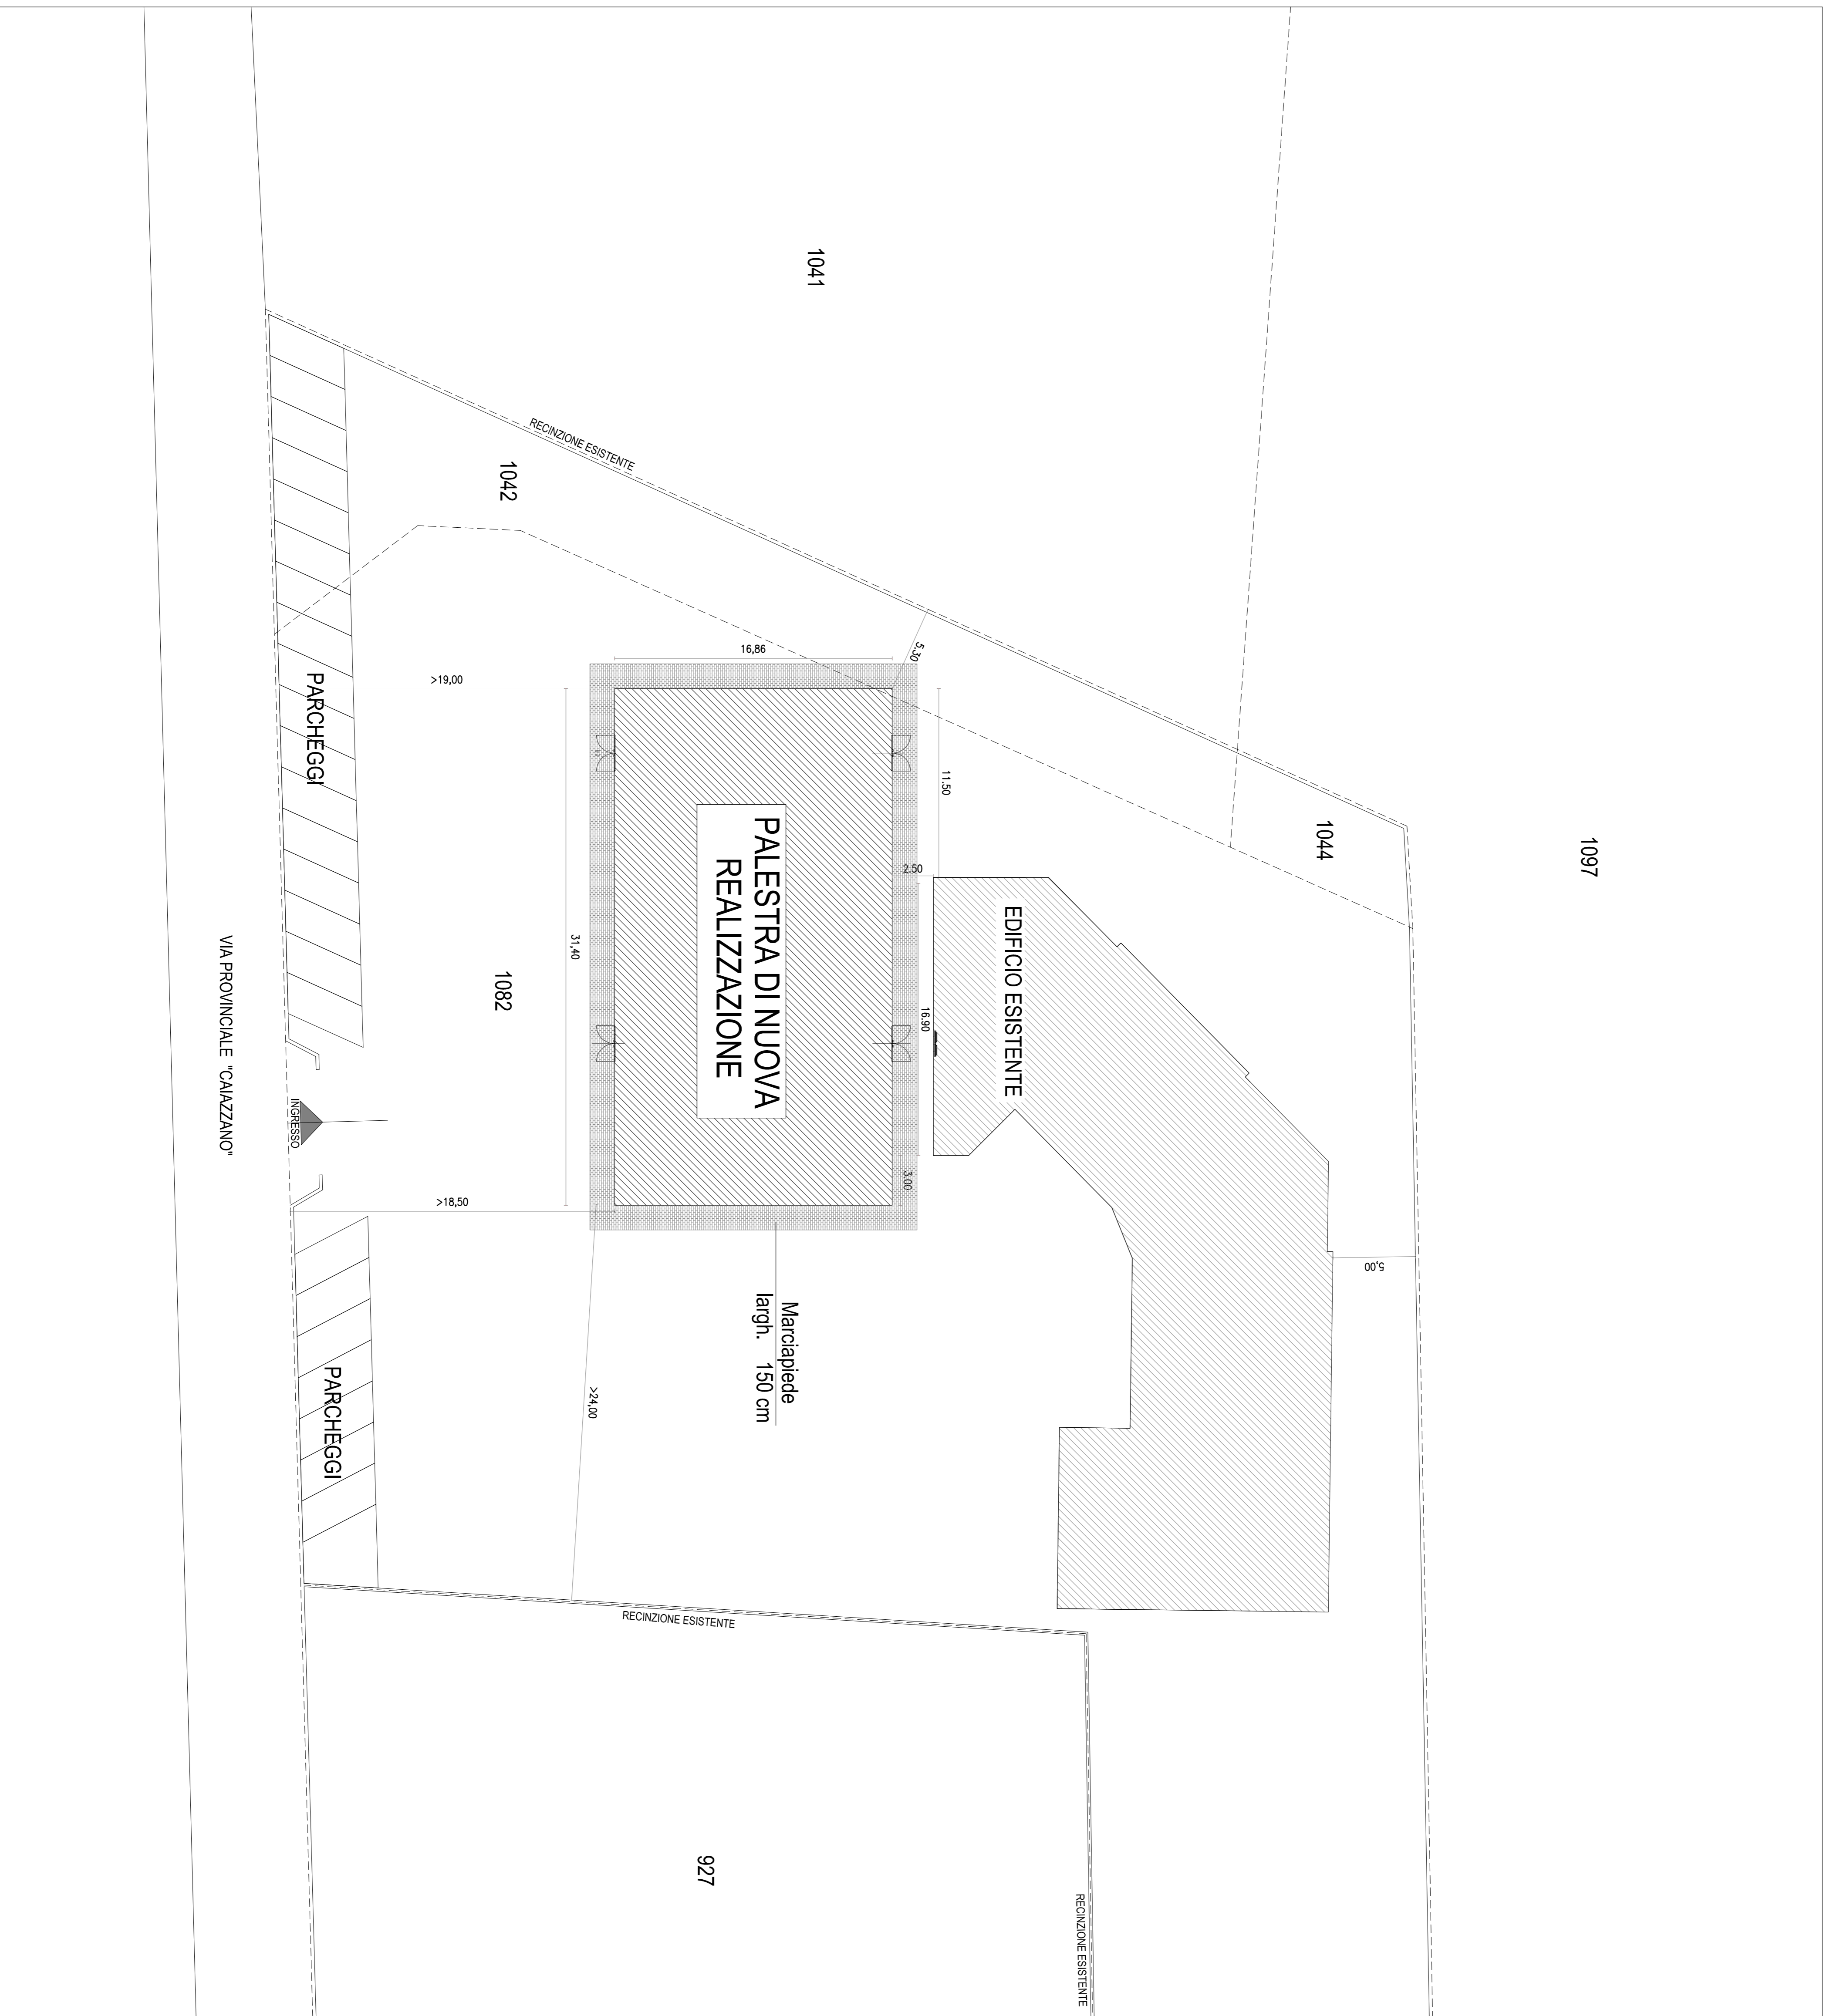 1097
1044
1041
1042
RECINZIONE ESISTENTE
5.30
16,86
>19,00
11.50
2.50
EDIFICIO ESISTENTE
16.90
PALESTRA DI NUOVA
REALIZZAZIONE
31,40
1082
PARCHEGGI
VIA PROVINCIALE "CAIAZZANO"
INGRESSO
3.00
>18,50
5,00
Marciapiede
largh. 150 cm
>24,00
PARCHEGGI
RECINZIONE ESISTENTE
927
RECINZIONE ESISTENTE